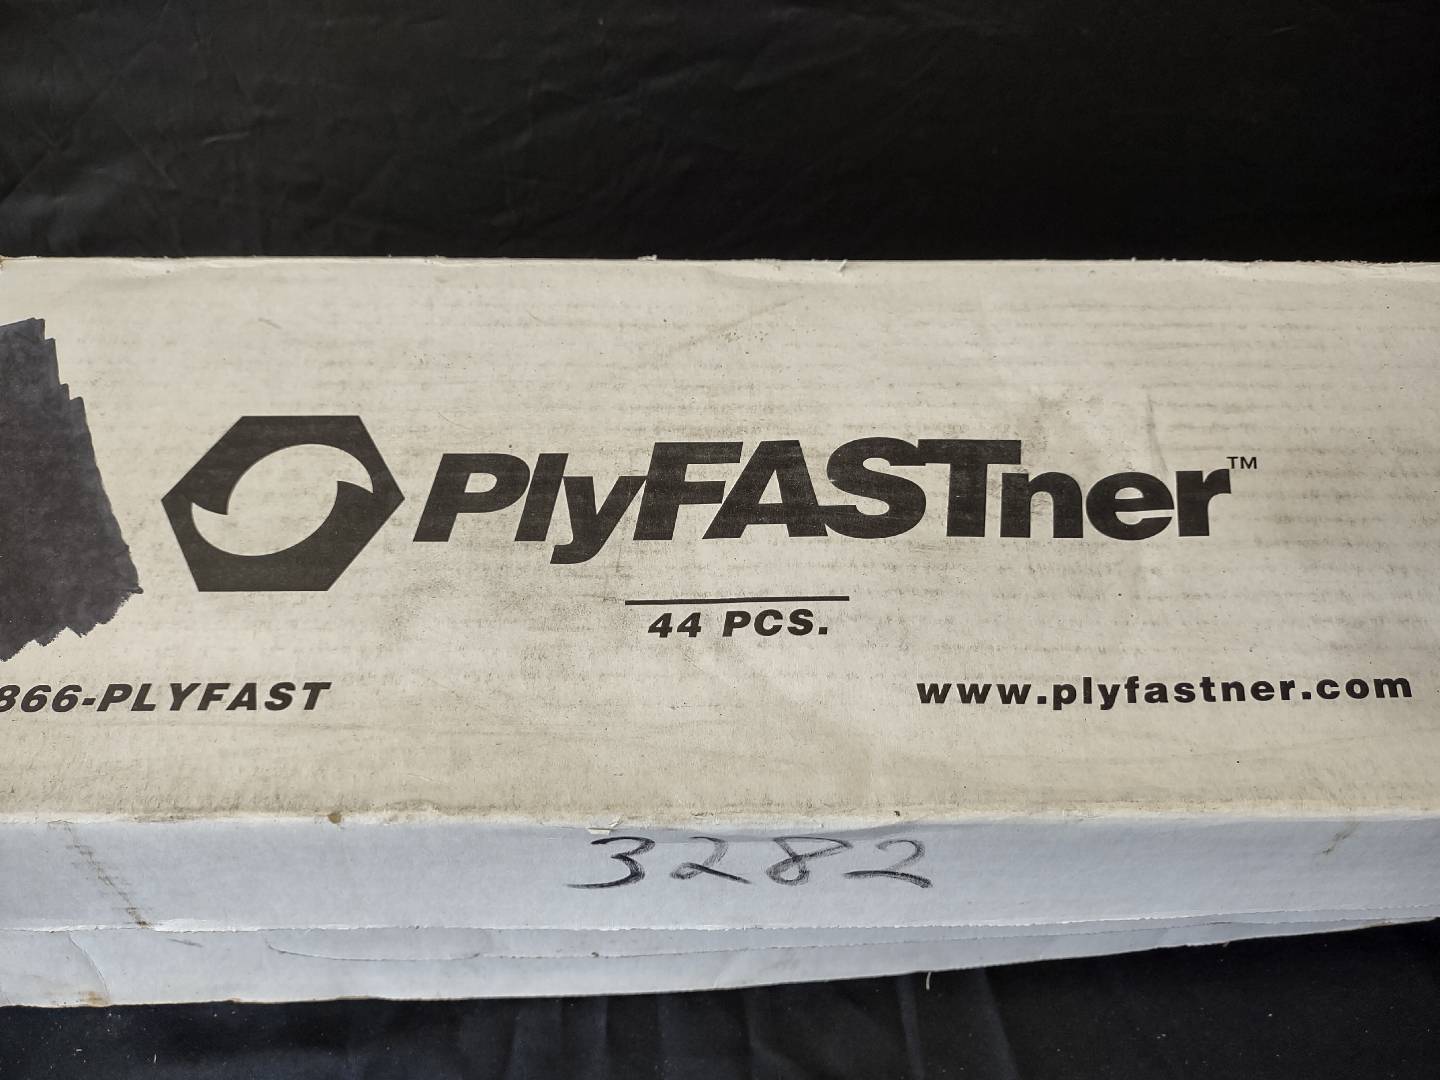 PlyFASTner™
44 PCS.
866-PLYFAST
www.plyfastner.com
3282